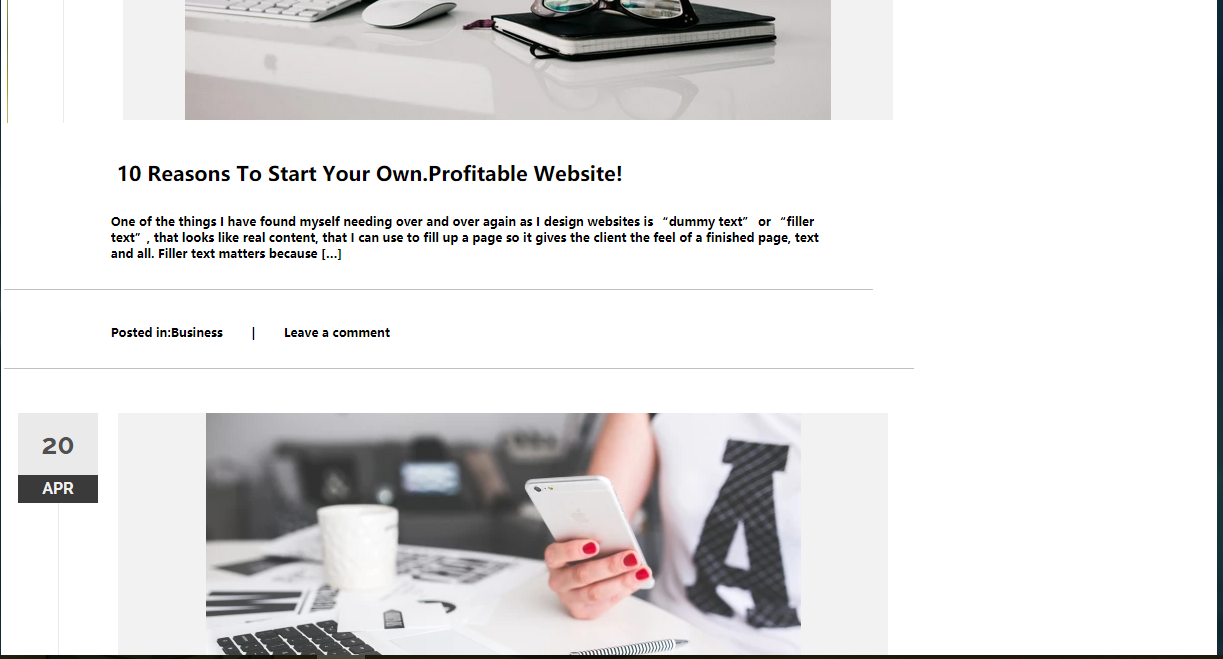 10 Reasons To Start Your Own.Profitable Website!
One of the things I have found myself needing over and over again as I design websites is “dummy text” or “filler
text”, that looks like real content, that I can use to fill up a page so it gives the client the feel of a finished page, text
and all. Filler text matters because [...]
Posted in:Business | Leave a comment
20
APR
A